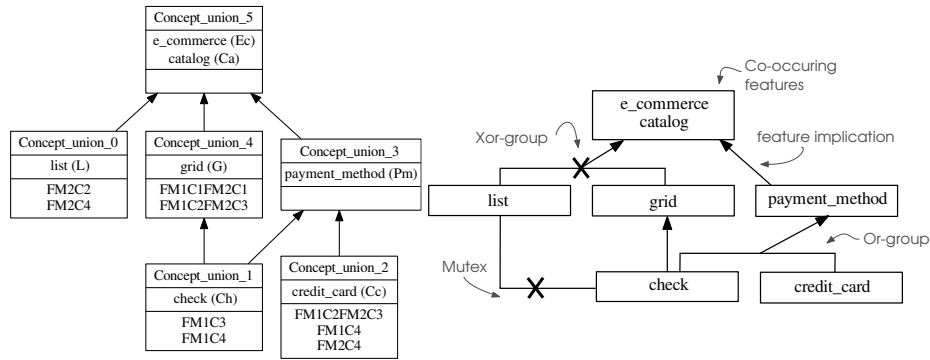 Concept_union_5
e_commerce (Ec)
catalog (Ca)
Concept_union_0
list (L)
FM2C2
FM2C4
Concept_union_4
grid (G)
FM1C1FM2C1
FM1C2FM2C3
Concept_union_3
payment_method (Pm)
Concept_union_1
check (Ch)
FM1C3
FM1C4
Concept_union_2
credit_card (Cc)
FM1C2FM2C3
FM1C4
FM2C4
Co-occuring
features
e_commerce
catalog
Xor-group
feature implication
list
grid
payment_method
Or-group
Mutex
check
credit_card